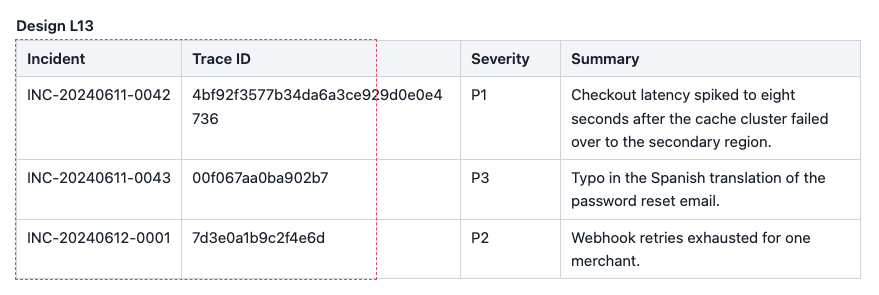 Design L13
Incident Trace ID Severity Summary
INC-20240611-0042 4bf92f3577b34da6a3ce929d0e0e4 P1 Checkout latency spiked to eight
736 seconds after the cache cluster failed
over to the secondary region.
INC-20240611-0043 00f067aa0ba902b7 P3 Typo in the Spanish translation of the
password reset email.
INC-20240612-0001 7d3e0a1b9c2f4e6d P2 Webhook retries exhausted for one
merchant.